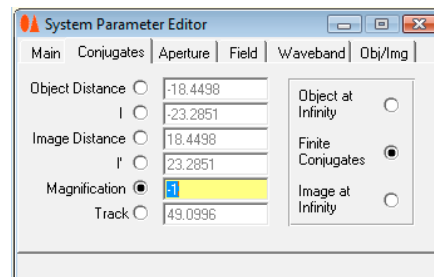 System Parameter Editor
Main Conjugates Aperture Field Waveband Obj/Img
Object Distance -18.4498
l -23.2851
Image Distance 18.4498
l' 23.2851
Magnification -1
Track 49.0996
Object at
Infinity
Finite
Conjugates
Image at
Infinity